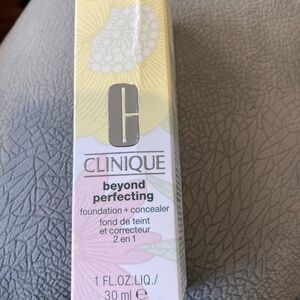 CLINIQUE
beyond
perfecting
foundation + concealer
fond de teint
et correcteur
2 en 1
1 FL.OZ.LIQ./
30 ml ℮